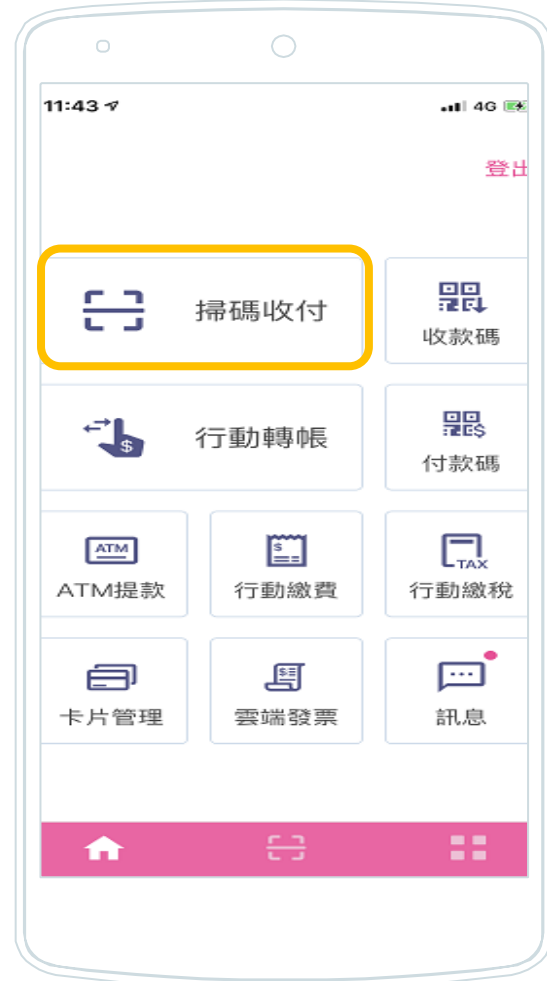 11:43
4G
登出
掃碼收付
收款碼
行動轉帳
$
$
付款碼
ATM
$
TAX
ATM提款
行動繳費
行動繳稅
$
卡片管理
雲端發票
訊息